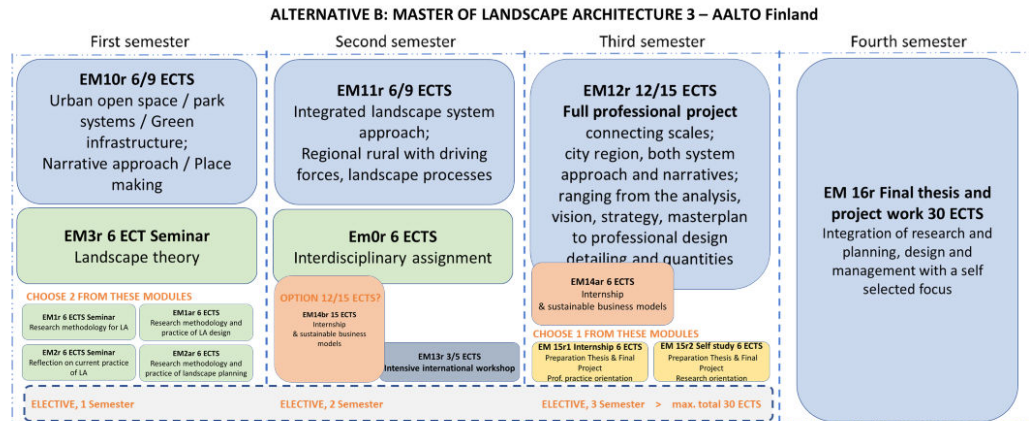 ALTERNATIVE B: MASTER OF LANDSCAPE ARCHITECTURE 3 – AALTO Finland
First semester
EM10r 6/9 ECTS
Urban open space / park
systems / Green
infrastructure;
Narrative approach / Place
making
EM3r 6 ECT Seminar
Landscape theory
CHOOSE 2 FROM THESE MODULES
EM1r 6 ECTS Seminar
Research methodology for LA
EM1ar 6 ECTS
Research methodology and
practice of LA design
EM2r 6 ECTS Seminar
Reflection on current practice
of LA
EM2ar 6 ECTS
Research methodology and
practice of landscape planning
ELECTIVE, 1 Semester
Second semester
EM11r 6/9 ECTS
Integrated landscape system
approach;
Regional rural with driving
forces, landscape processes
Em0r 6 ECTS
Interdisciplinary assignment
OPTION 12/15 ECTS?
EM14br 15 ECTS
Internship
& sustainable business
models
EM13r 3/5 ECTS
Intensive international workshop
ELECTIVE, 2 Semester
Third semester
EM12r 12/15 ECTS
Full professional project
connecting scales;
city region, both system
approach and narratives;
ranging from the analysis,
vision, strategy, masterplan
to professional design
detailing and quantities
EM14ar 6 ECTS
Internship
& sustainable business models
CHOOSE 1 FROM THESE MODULES
EM 15r1 Internship 6 ECTS
Preparation Thesis & Final
Project
Prof. practice orientation
EM 15r2 Self study 6 ECTS
Preparation Thesis & Final
Project
Research orientation
ELECTIVE, 3 Semester > max. total 30 ECTS
Fourth semester
EM 16r Final thesis and
project work 30 ECTS
Integration of research and
planning, design and
management with a self
selected focus